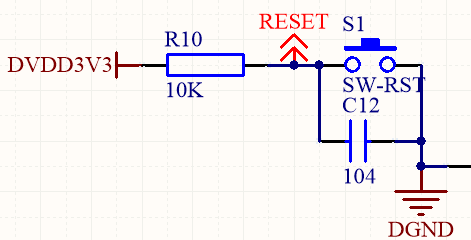 RESET
S1
R10
DVDD3V3
10K
SW-RST
C12
104
DGND